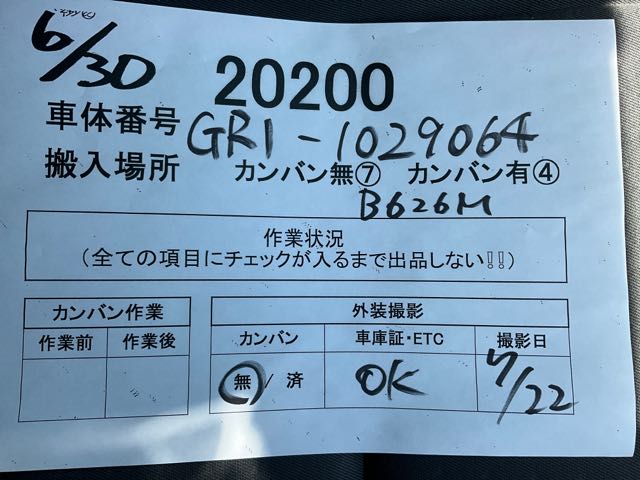 6/30
20200
車体番号 GR1-1029064
搬入場所 カンバン無⑦ カンバン有④
B626M
作業状況
(全ての項目にチェックが入るまで出品しない!!)
カンバン作業 外装撮影
作業前 作業後 カンバン 車庫証・ETC 撮影日
無/済 OK 7/22